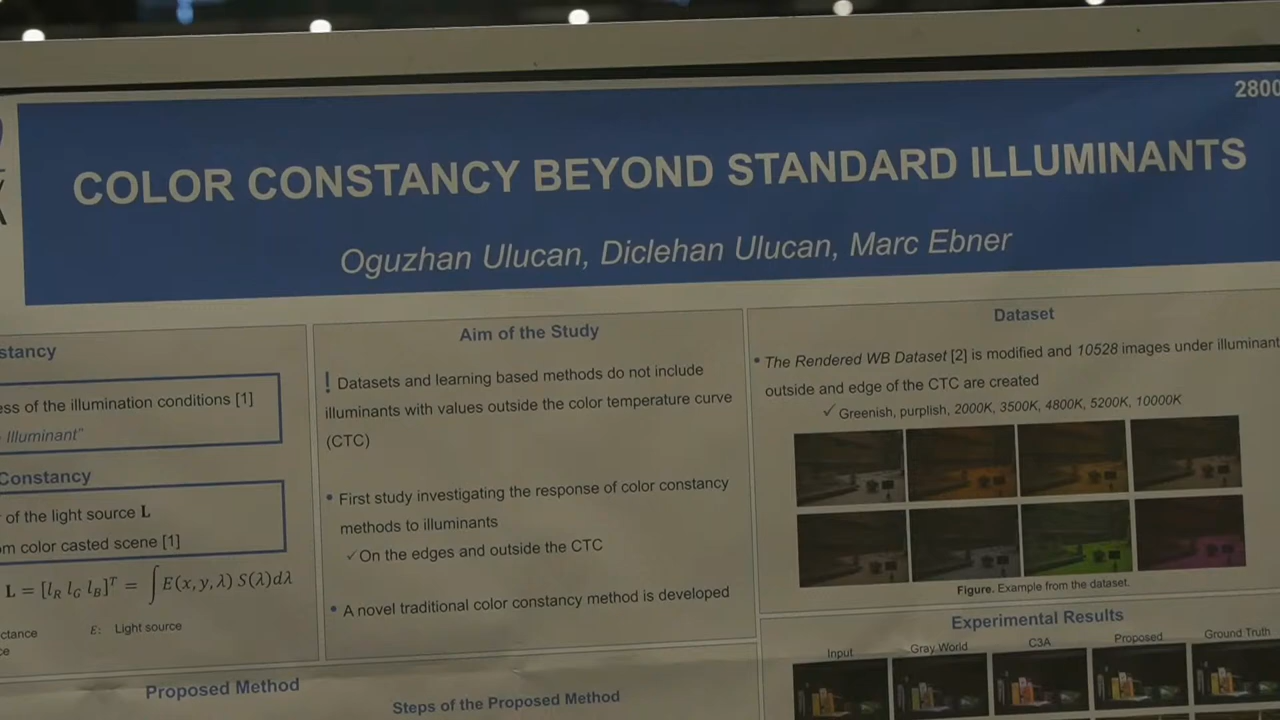 2800
COLOR CONSTANCY BEYOND STANDARD ILLUMINANTS
Oguzhan Ulucan, Diclehan Ulucan, Marc Ebner
stancy
ess of the illumination conditions [1]
Illuminant"
Constancy
of the light source L
om color casted scene [1]
L = [l_R l_G l_B]^T = ∫ E(x, y, λ) S(λ)dλ
ctance
ce
E: Light source
Aim of the Study
! Datasets and learning based methods do not include
illuminants with values outside the color temperature curve
(CTC)
• First study investigating the response of color constancy
methods to illuminants
✓On the edges and outside the CTC
• A novel traditional color constancy method is developed
Dataset
• The Rendered WB Dataset [2] is modified and 10528 images under illuminant
outside and edge of the CTC are created
✓ Greenish, purplish, 2000K, 3500K, 4800K, 5200K, 10000K
Figure. Example from the dataset.
Experimental Results
Input Gray World C3A Proposed Ground Truth
Proposed Method
Steps of the Proposed Method